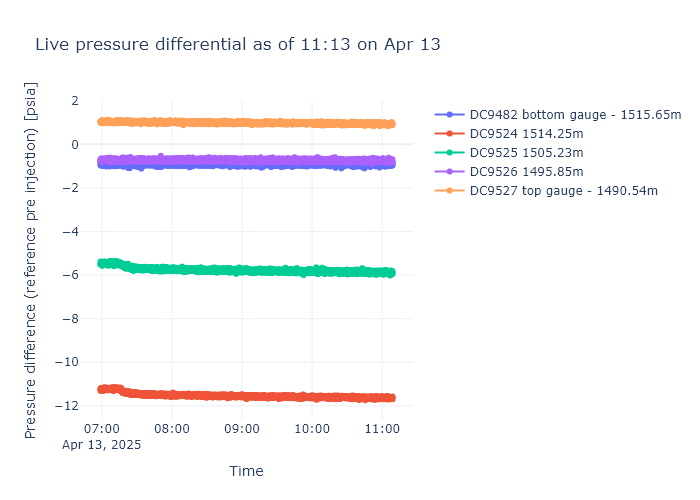 Live pressure differential as of 11:13 on Apr 13
Pressure difference (reference pre injection) [psia]
2
0
−2
−4
−6
−8
−10
−12
07:00
Apr 13, 2025
08:00
09:00
10:00
11:00
Time
DC9482 bottom gauge - 1515.65m
DC9524 1514.25m
DC9525 1505.23m
DC9526 1495.85m
DC9527 top gauge - 1490.54m